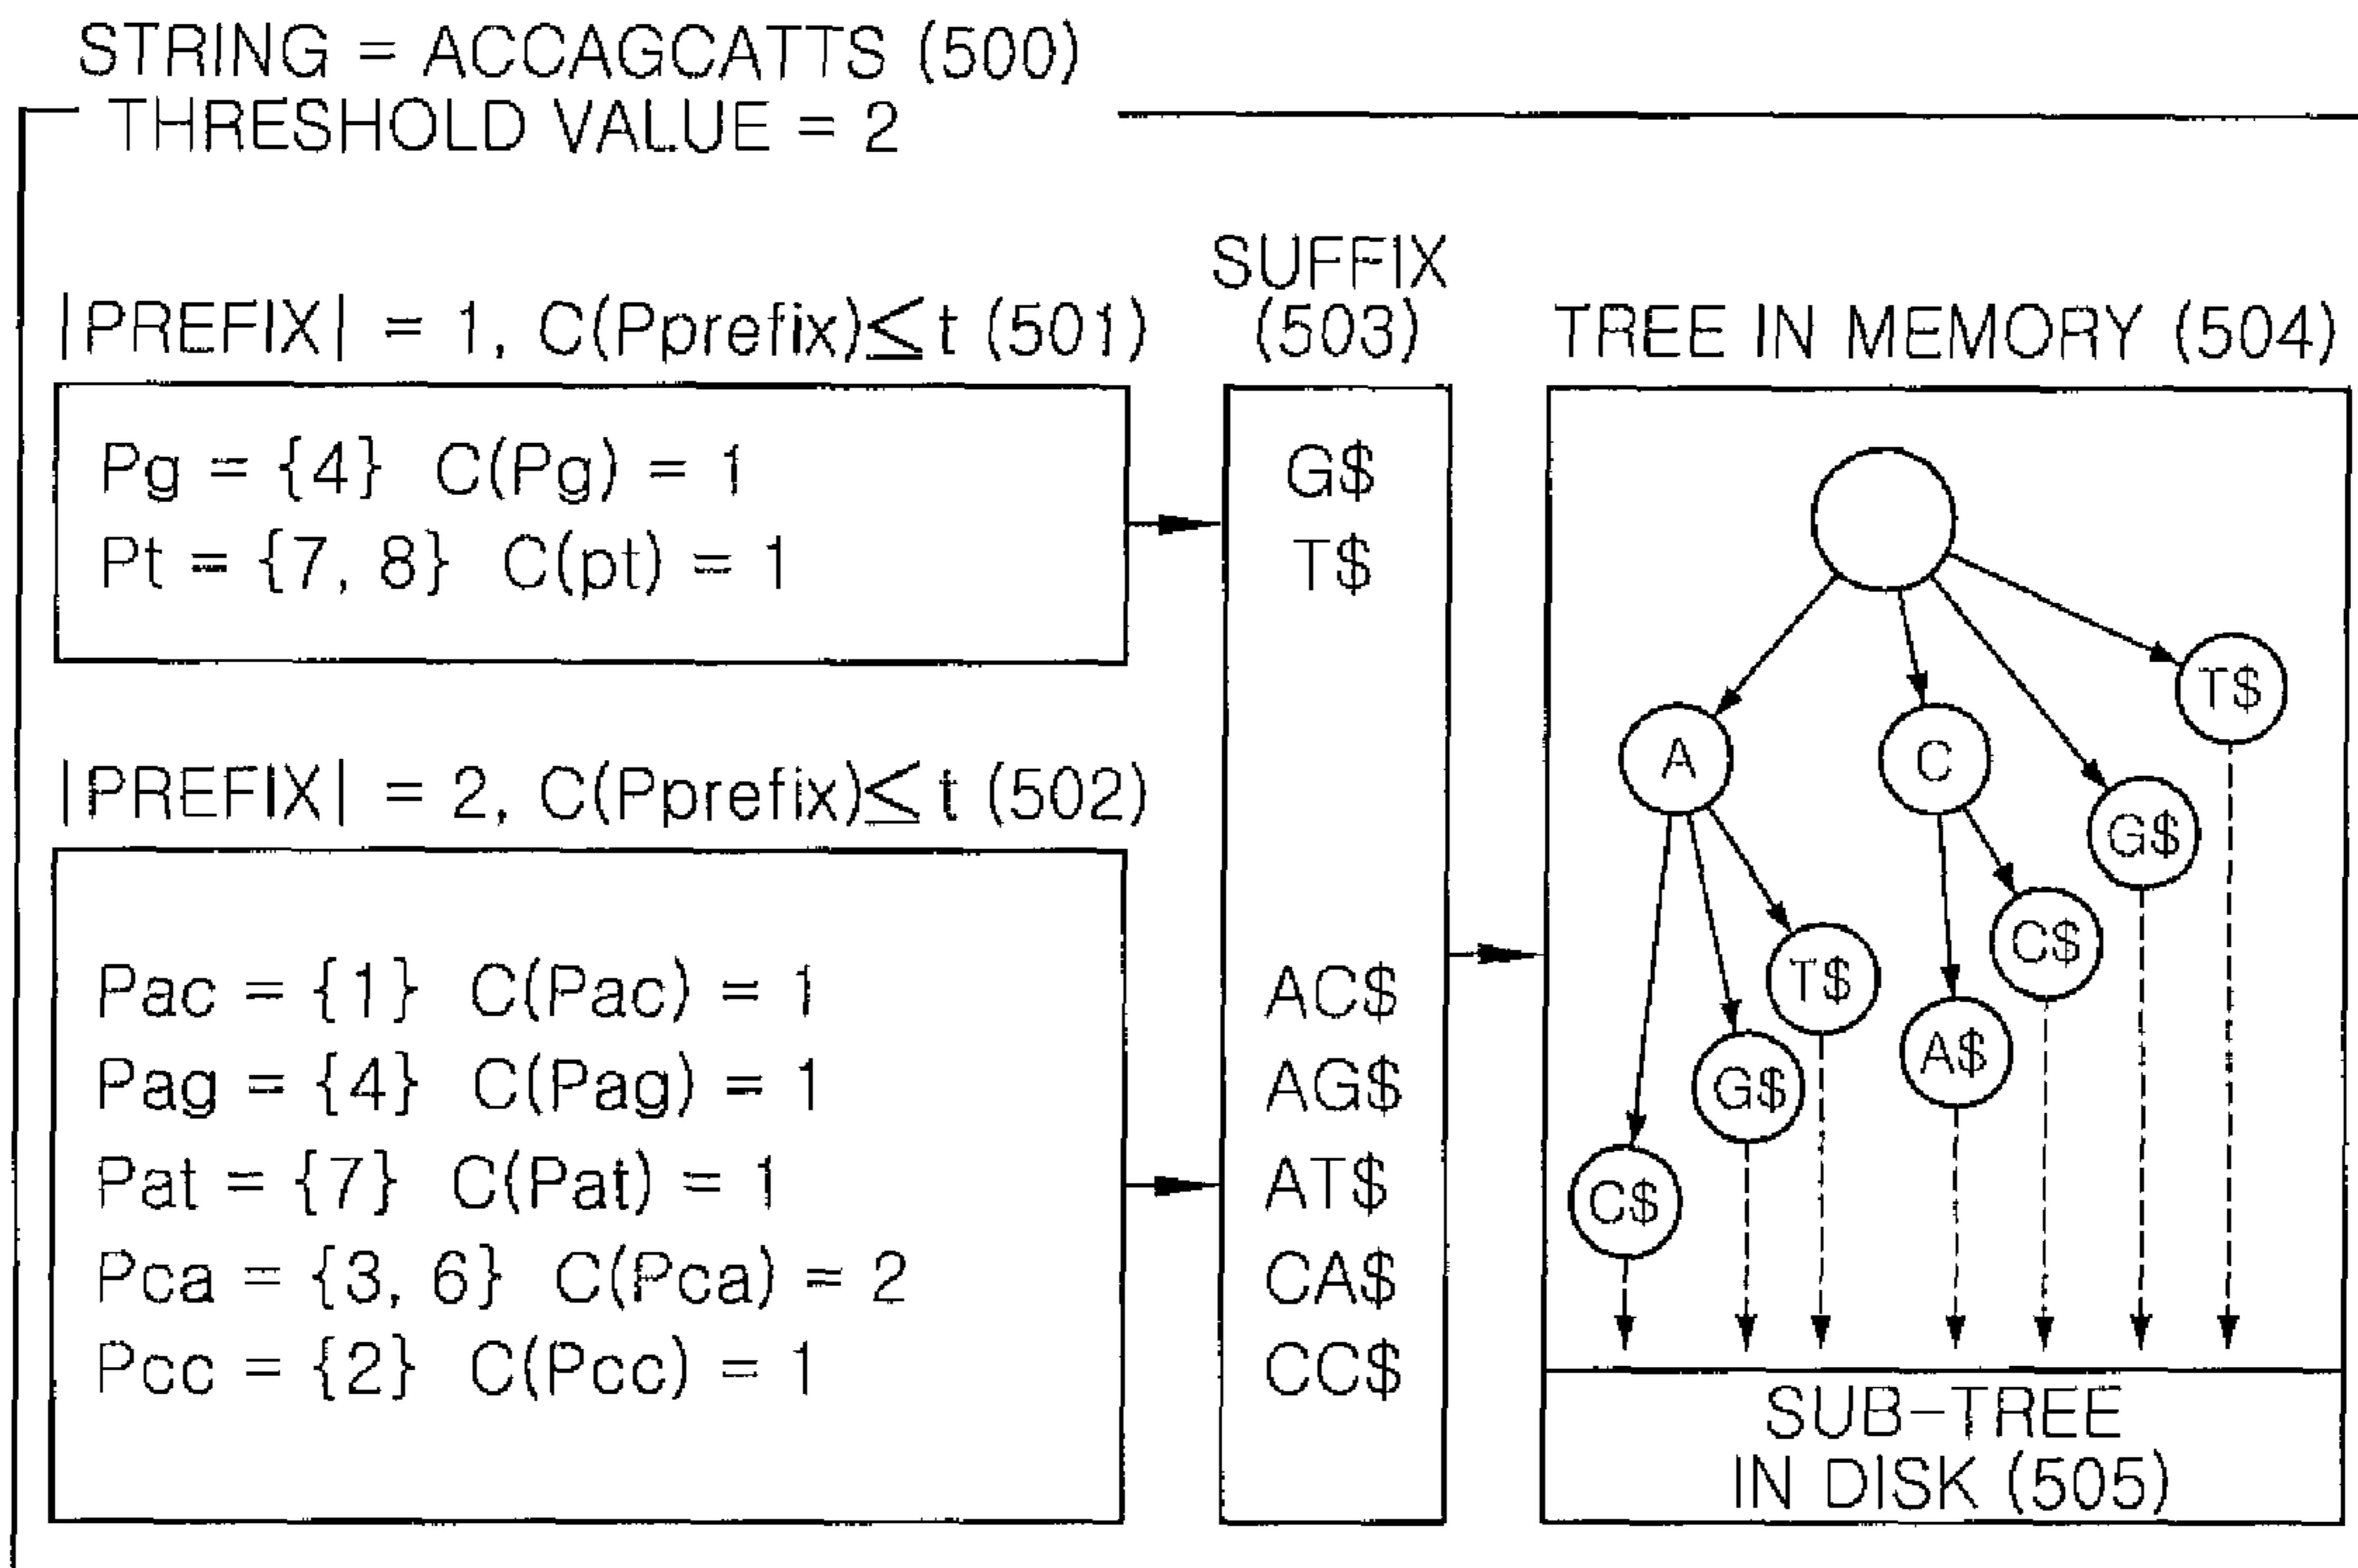 STRING = ACCAGCATTS (500)
THRESHOLD VALUE = 2
|PREFIX| = 1, C(Pprefix)≤t (501)
Pg = {4} C(Pg) = 1
Pt = {7, 8} C(pt) = 1
|PREFIX| = 2, C(Pprefix)≤t (502)
Pac = {1} C(Pac) = 1
Pag = {4} C(Pag) = 1
Pat = {7} C(Pat) = 1
Pca = {3, 6} C(Pca) = 2
Pcc = {2} C(Pcc) = 1
SUFFIX
(503)
G$
T$
AC$
AG$
AT$
CA$
CC$
TREE IN MEMORY (504)
T$
A
C
G$
C$
T$
A$
G$
C$
SUB-TREE
IN DISK (505)